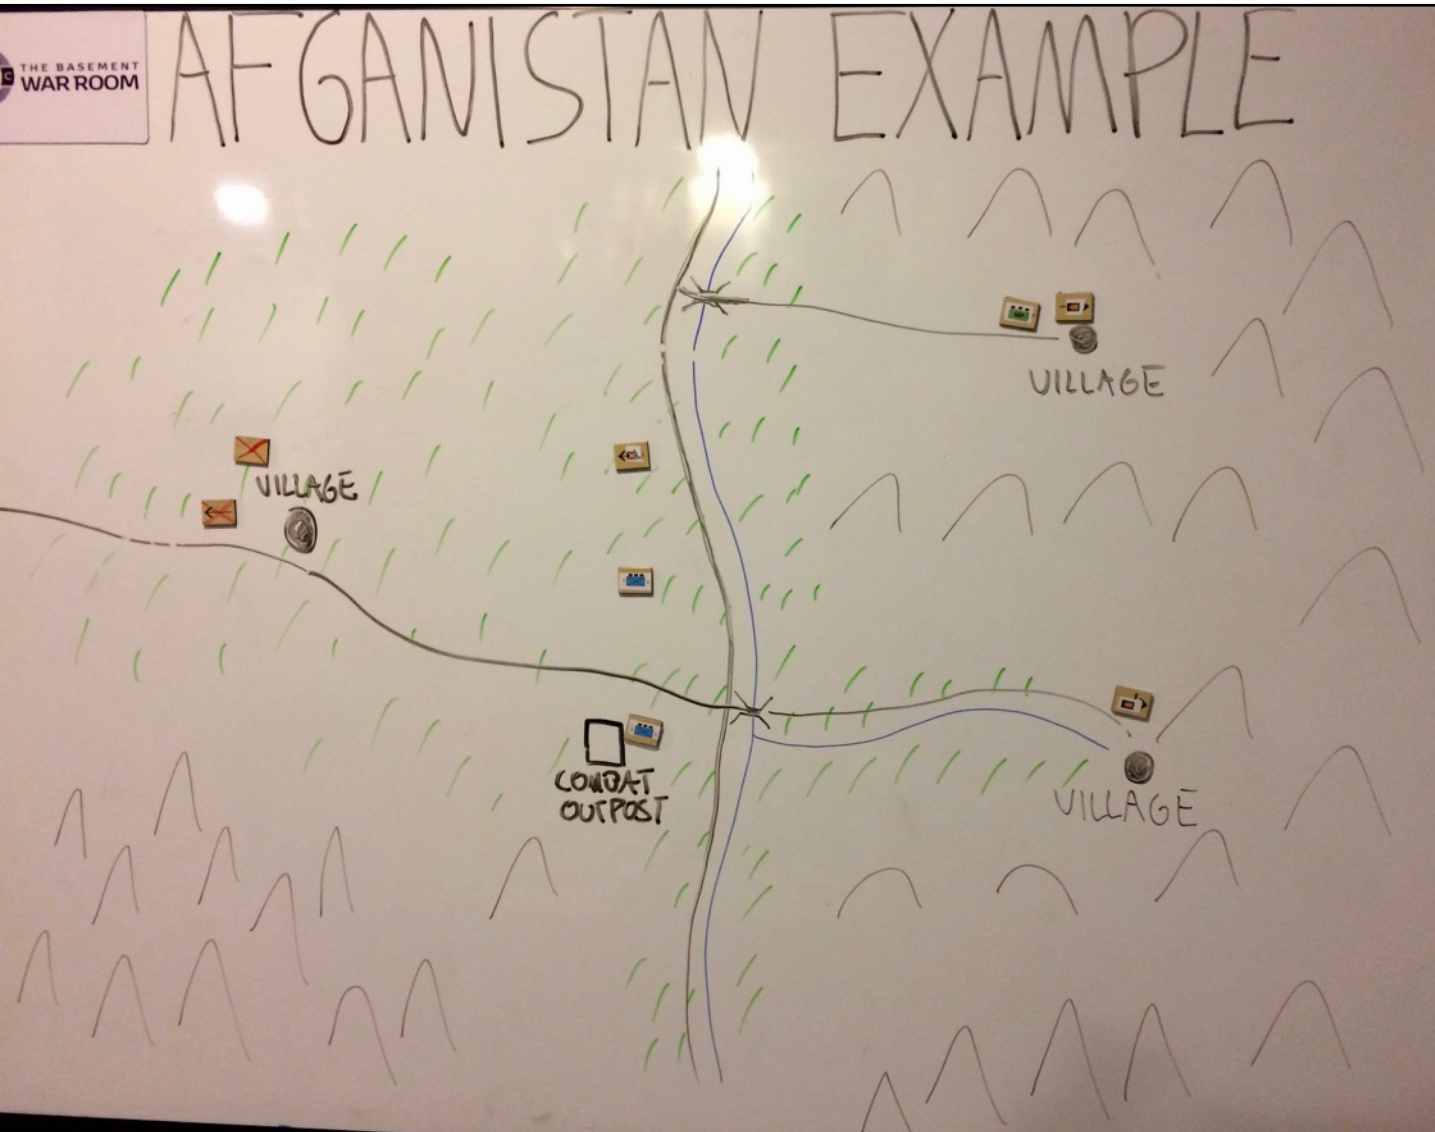 THE BASEMENT
WAR ROOM
AFGANISTAN EXAMPLE
VILLAGE
VILLAGE
COMBAT
OUTPOST
VILLAGE